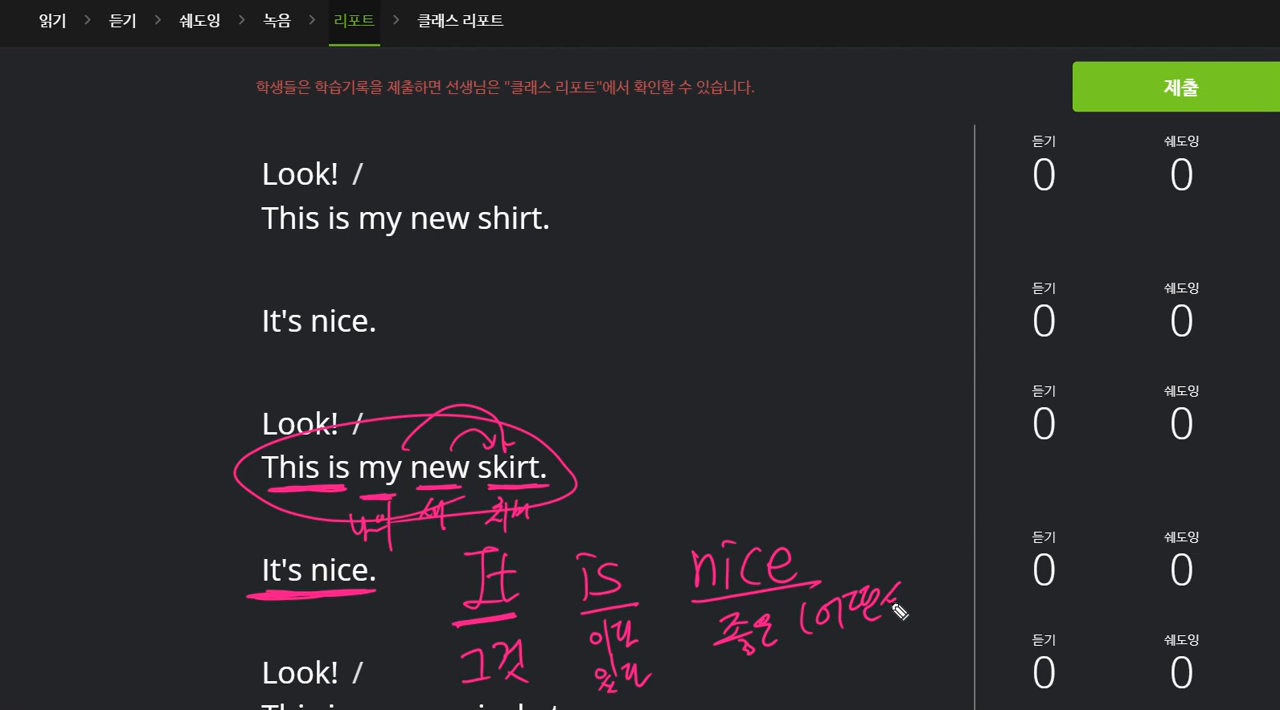 읽기 > 듣기 > 쉐도잉 > 녹음 > 리포트 > 클래스 리포트
학생들은 학습기록을 제출하면 선생님은 "클래스 리포트"에서 확인할 수 있습니다.
제출
듣기 쉐도잉
Look! / 0 0
This is my new shirt.
듣기 쉐도잉
It's nice. 0 0
듣기 쉐도잉
Look! / 0 0
This is my new skirt.
나의 새 치마
듣기 쉐도잉
It's nice. It is nice 0 0
이다 좋은
듣기 쉐도잉
그것 있다
Look! / 0 0